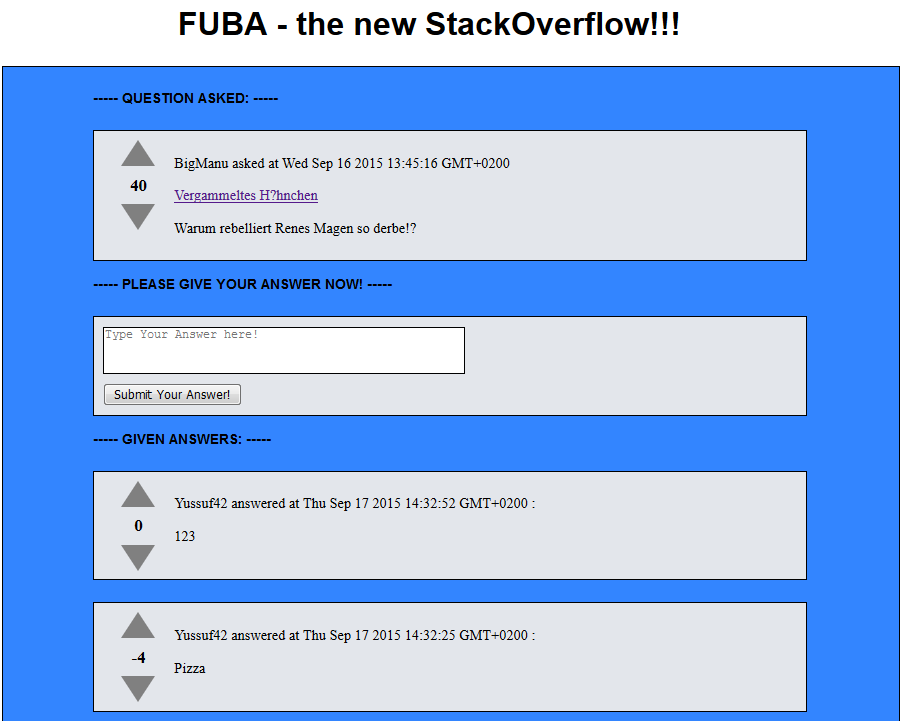 FUBA - the new StackOverflow!!!
----- QUESTION ASKED: -----
BigManu asked at Wed Sep 16 2015 13:45:16 GMT+0200
40
Vergammeltes H?hnchen
Warum rebelliert Renes Magen so derbe!?
----- PLEASE GIVE YOUR ANSWER NOW! -----
Type Your Answer here!
Submit Your Answer!
----- GIVEN ANSWERS: -----
Yussuf42 answered at Thu Sep 17 2015 14:32:52 GMT+0200 :
0
123
Yussuf42 answered at Thu Sep 17 2015 14:32:25 GMT+0200 :
-4
Pizza